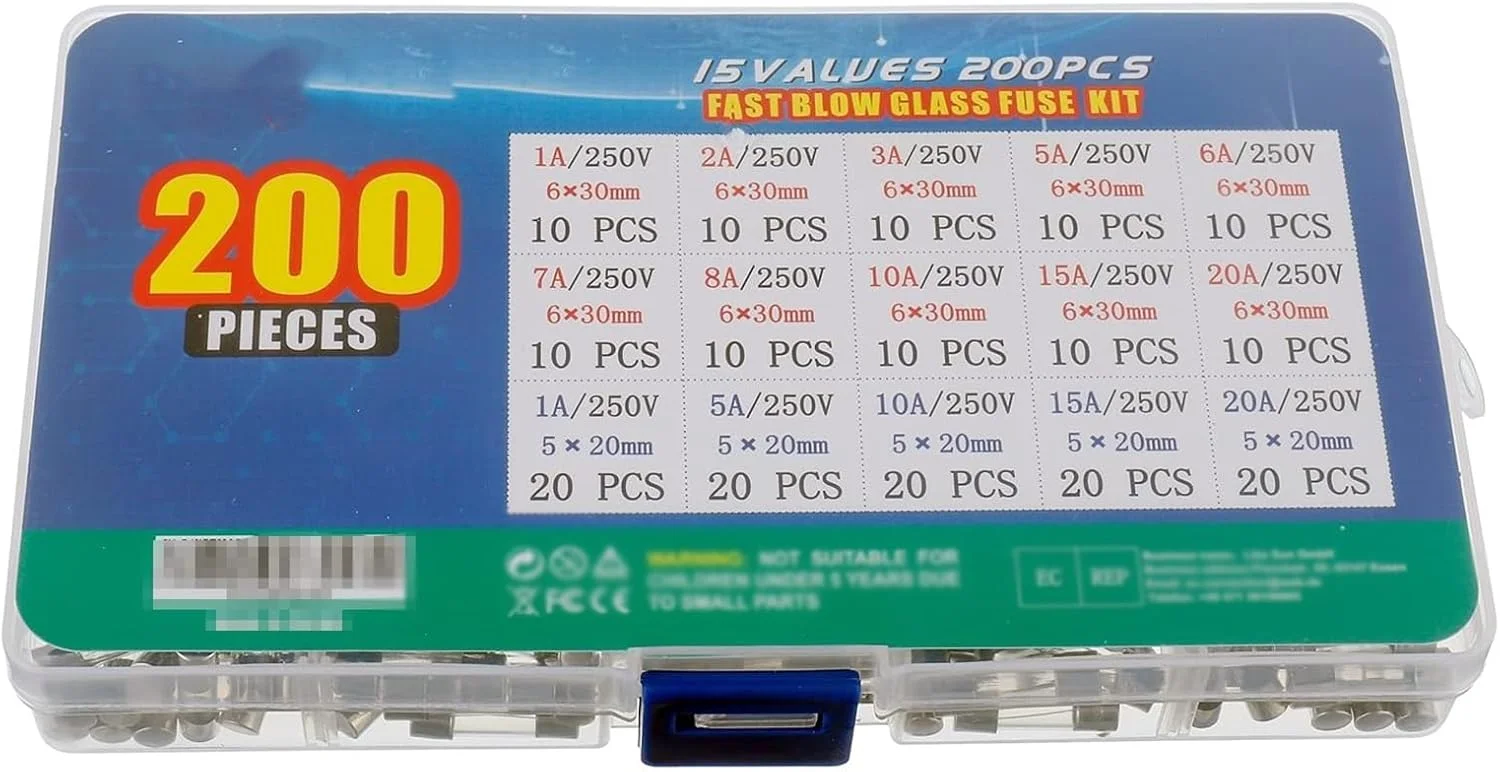 15VALUES 200PCS
FAST BLOW GLASS FUSE KIT
200
PIECES
1A/250V 2A/250V 3A/250V 5A/250V 6A/250V
6×30mm 6×30mm 6×30mm 6×30mm 6×30mm
10 PCS 10 PCS 10 PCS 10 PCS 10 PCS
7A/250V 8A/250V 10A/250V 15A/250V 20A/250V
6×30mm 6×30mm 6×30mm 6×30mm 6×30mm
10 PCS 10 PCS 10 PCS 10 PCS 10 PCS
1A/250V 5A/250V 10A/250V 15A/250V 20A/250V
5×20mm 5×20mm 5×20mm 5×20mm 5×20mm
20 PCS 20 PCS 20 PCS 20 PCS 20 PCS
WARNING: NOT SUITABLE FOR
CHILDREN UNDER 5 YEARS DUE
TO SMALL PARTS
FC CE
EC REP